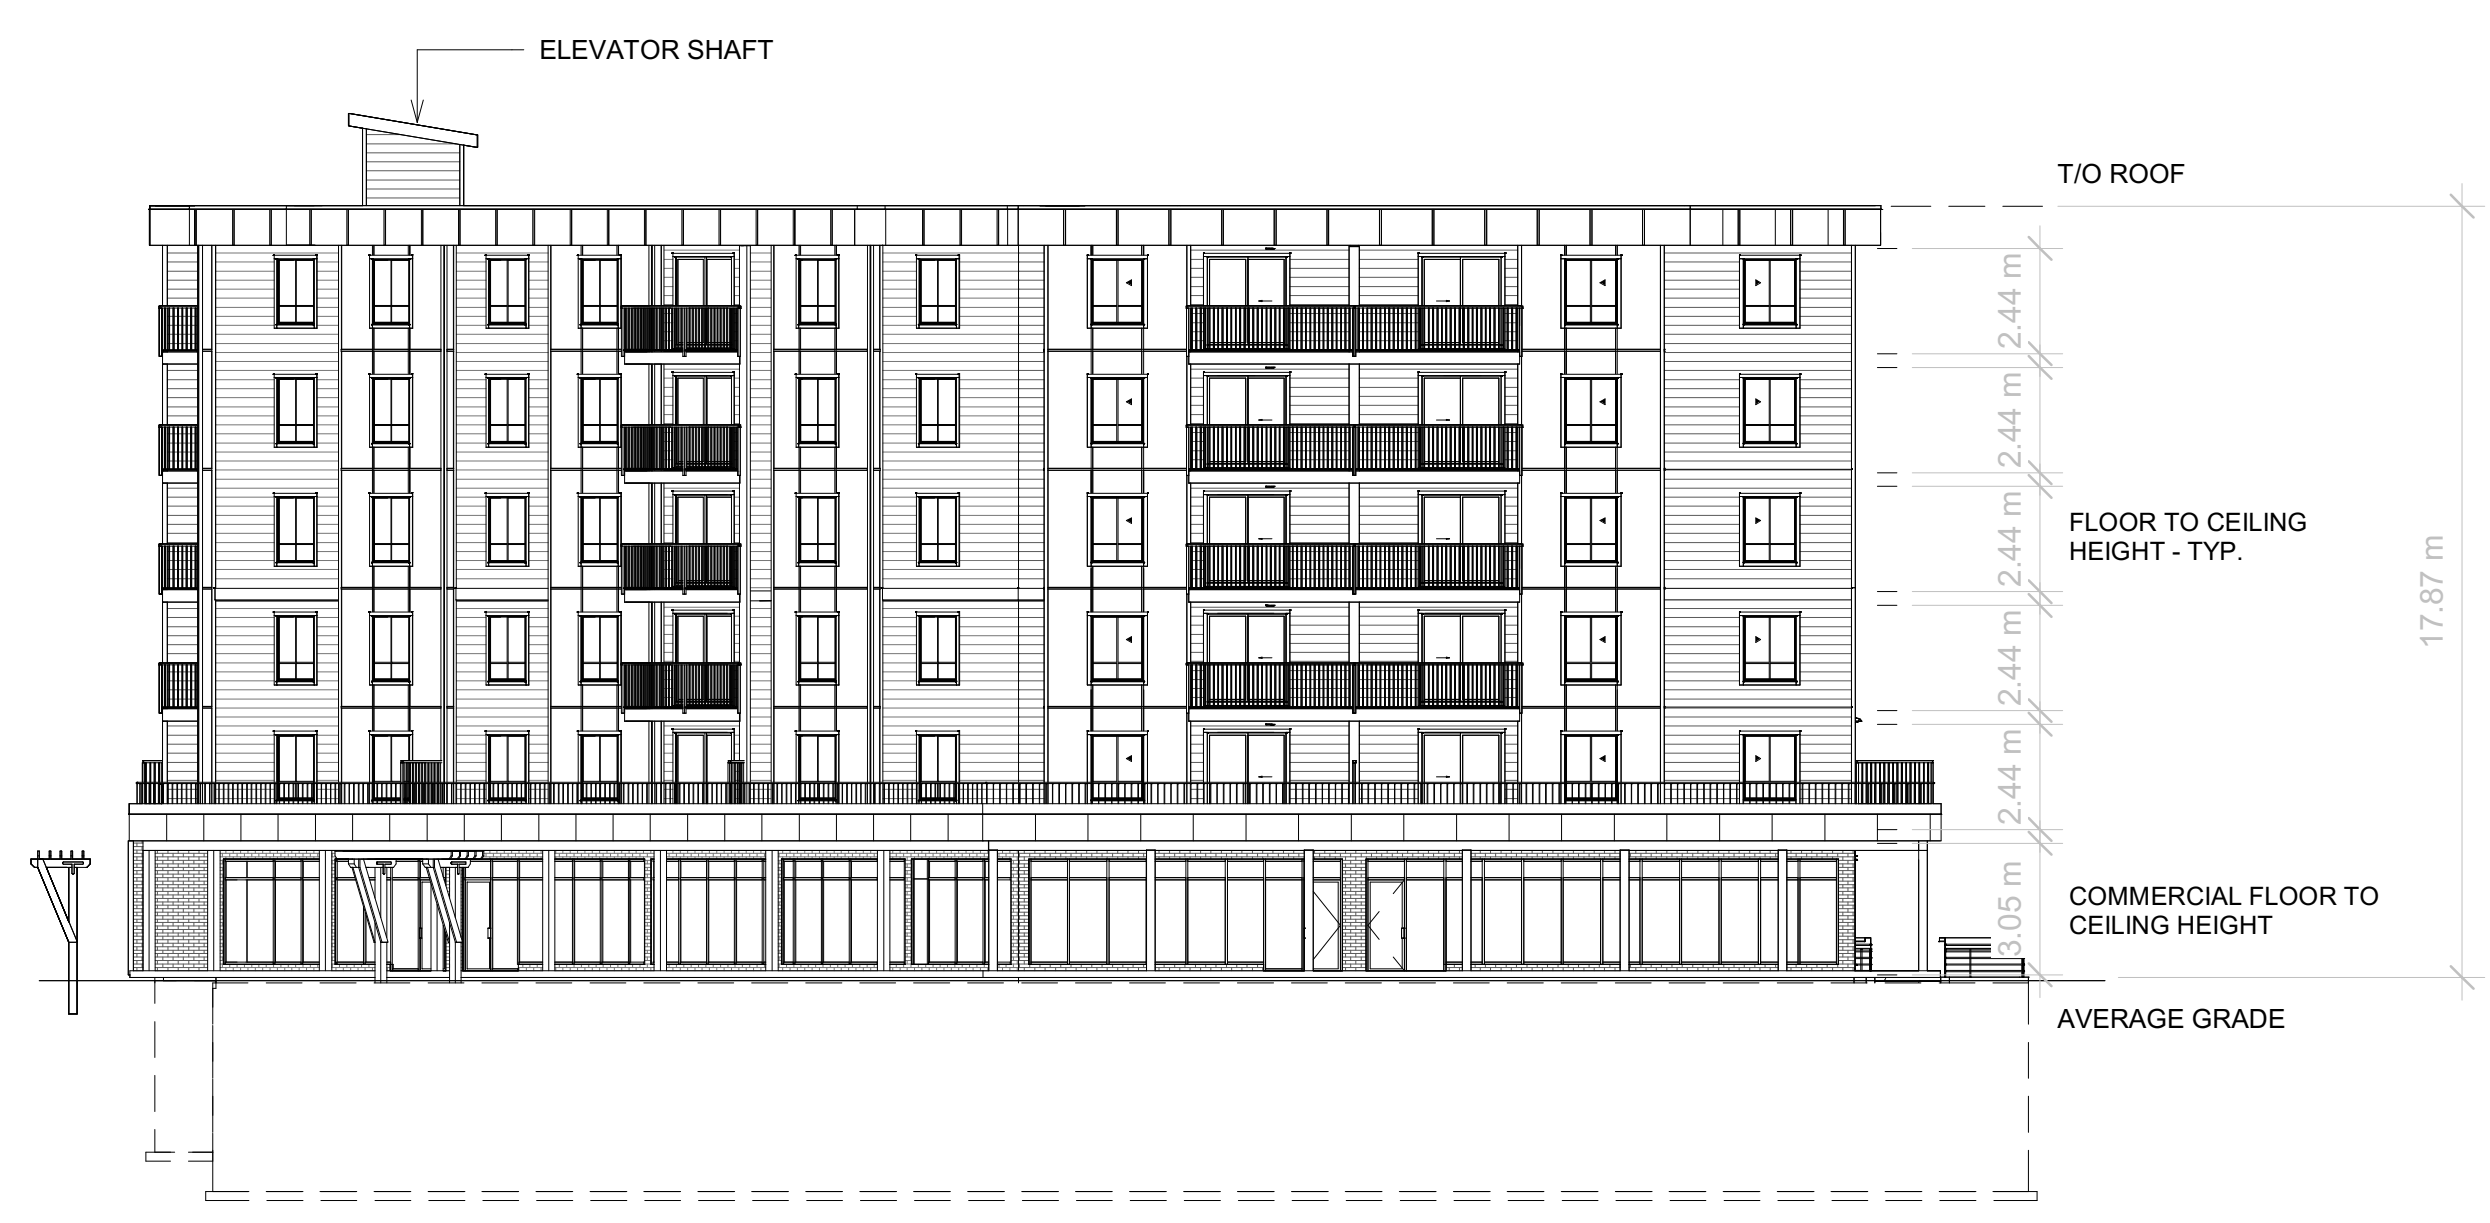 ELEVATOR SHAFT
T/O ROOF
2.44 m
2.44 m
FLOOR TO CEILING
HEIGHT - TYP.
2.44 m
17.87 m
2.44 m
2.44 m
COMMERCIAL FLOOR TO
CEILING HEIGHT
3.05 m
AVERAGE GRADE